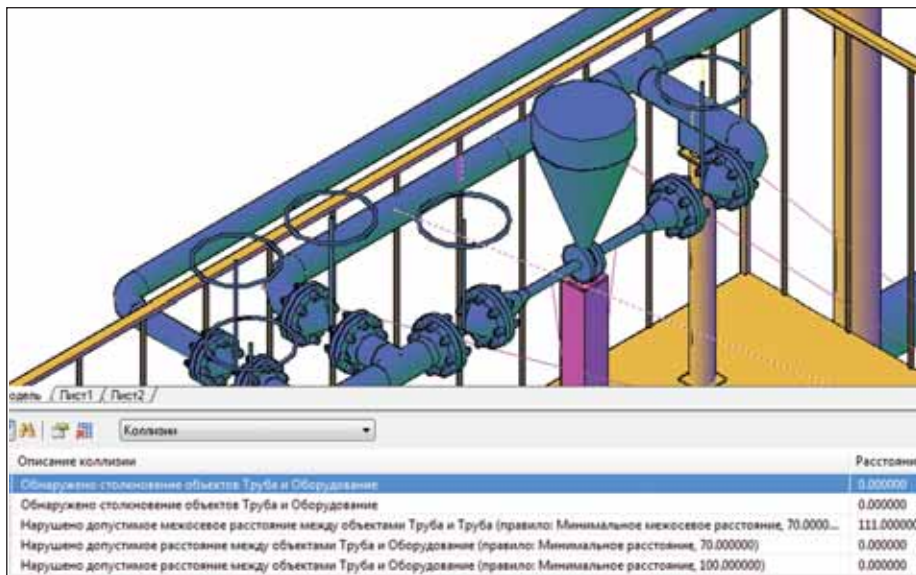 одель / Лист1 / Лист2 /
Коллизии
Описание коллизии Расстояние
Обнаружено столкновение объектов Труба и Оборудование 0.000000
Обнаружено столкновение объектов Труба и Оборудование 0.000000
Нарушено допустимое межосевое расстояние между объектами Труба и Труба (правило: Минимальное межосевое расстояние, 70.0000... 111.000000
Нарушено допустимое расстояние между объектами Труба и Оборудование (правило: Минимальное расстояние, 70.000000) 0.000000
Нарушено допустимое расстояние между объектами Труба и Оборудование (правило: Минимальное расстояние, 100.000000) 0.000000